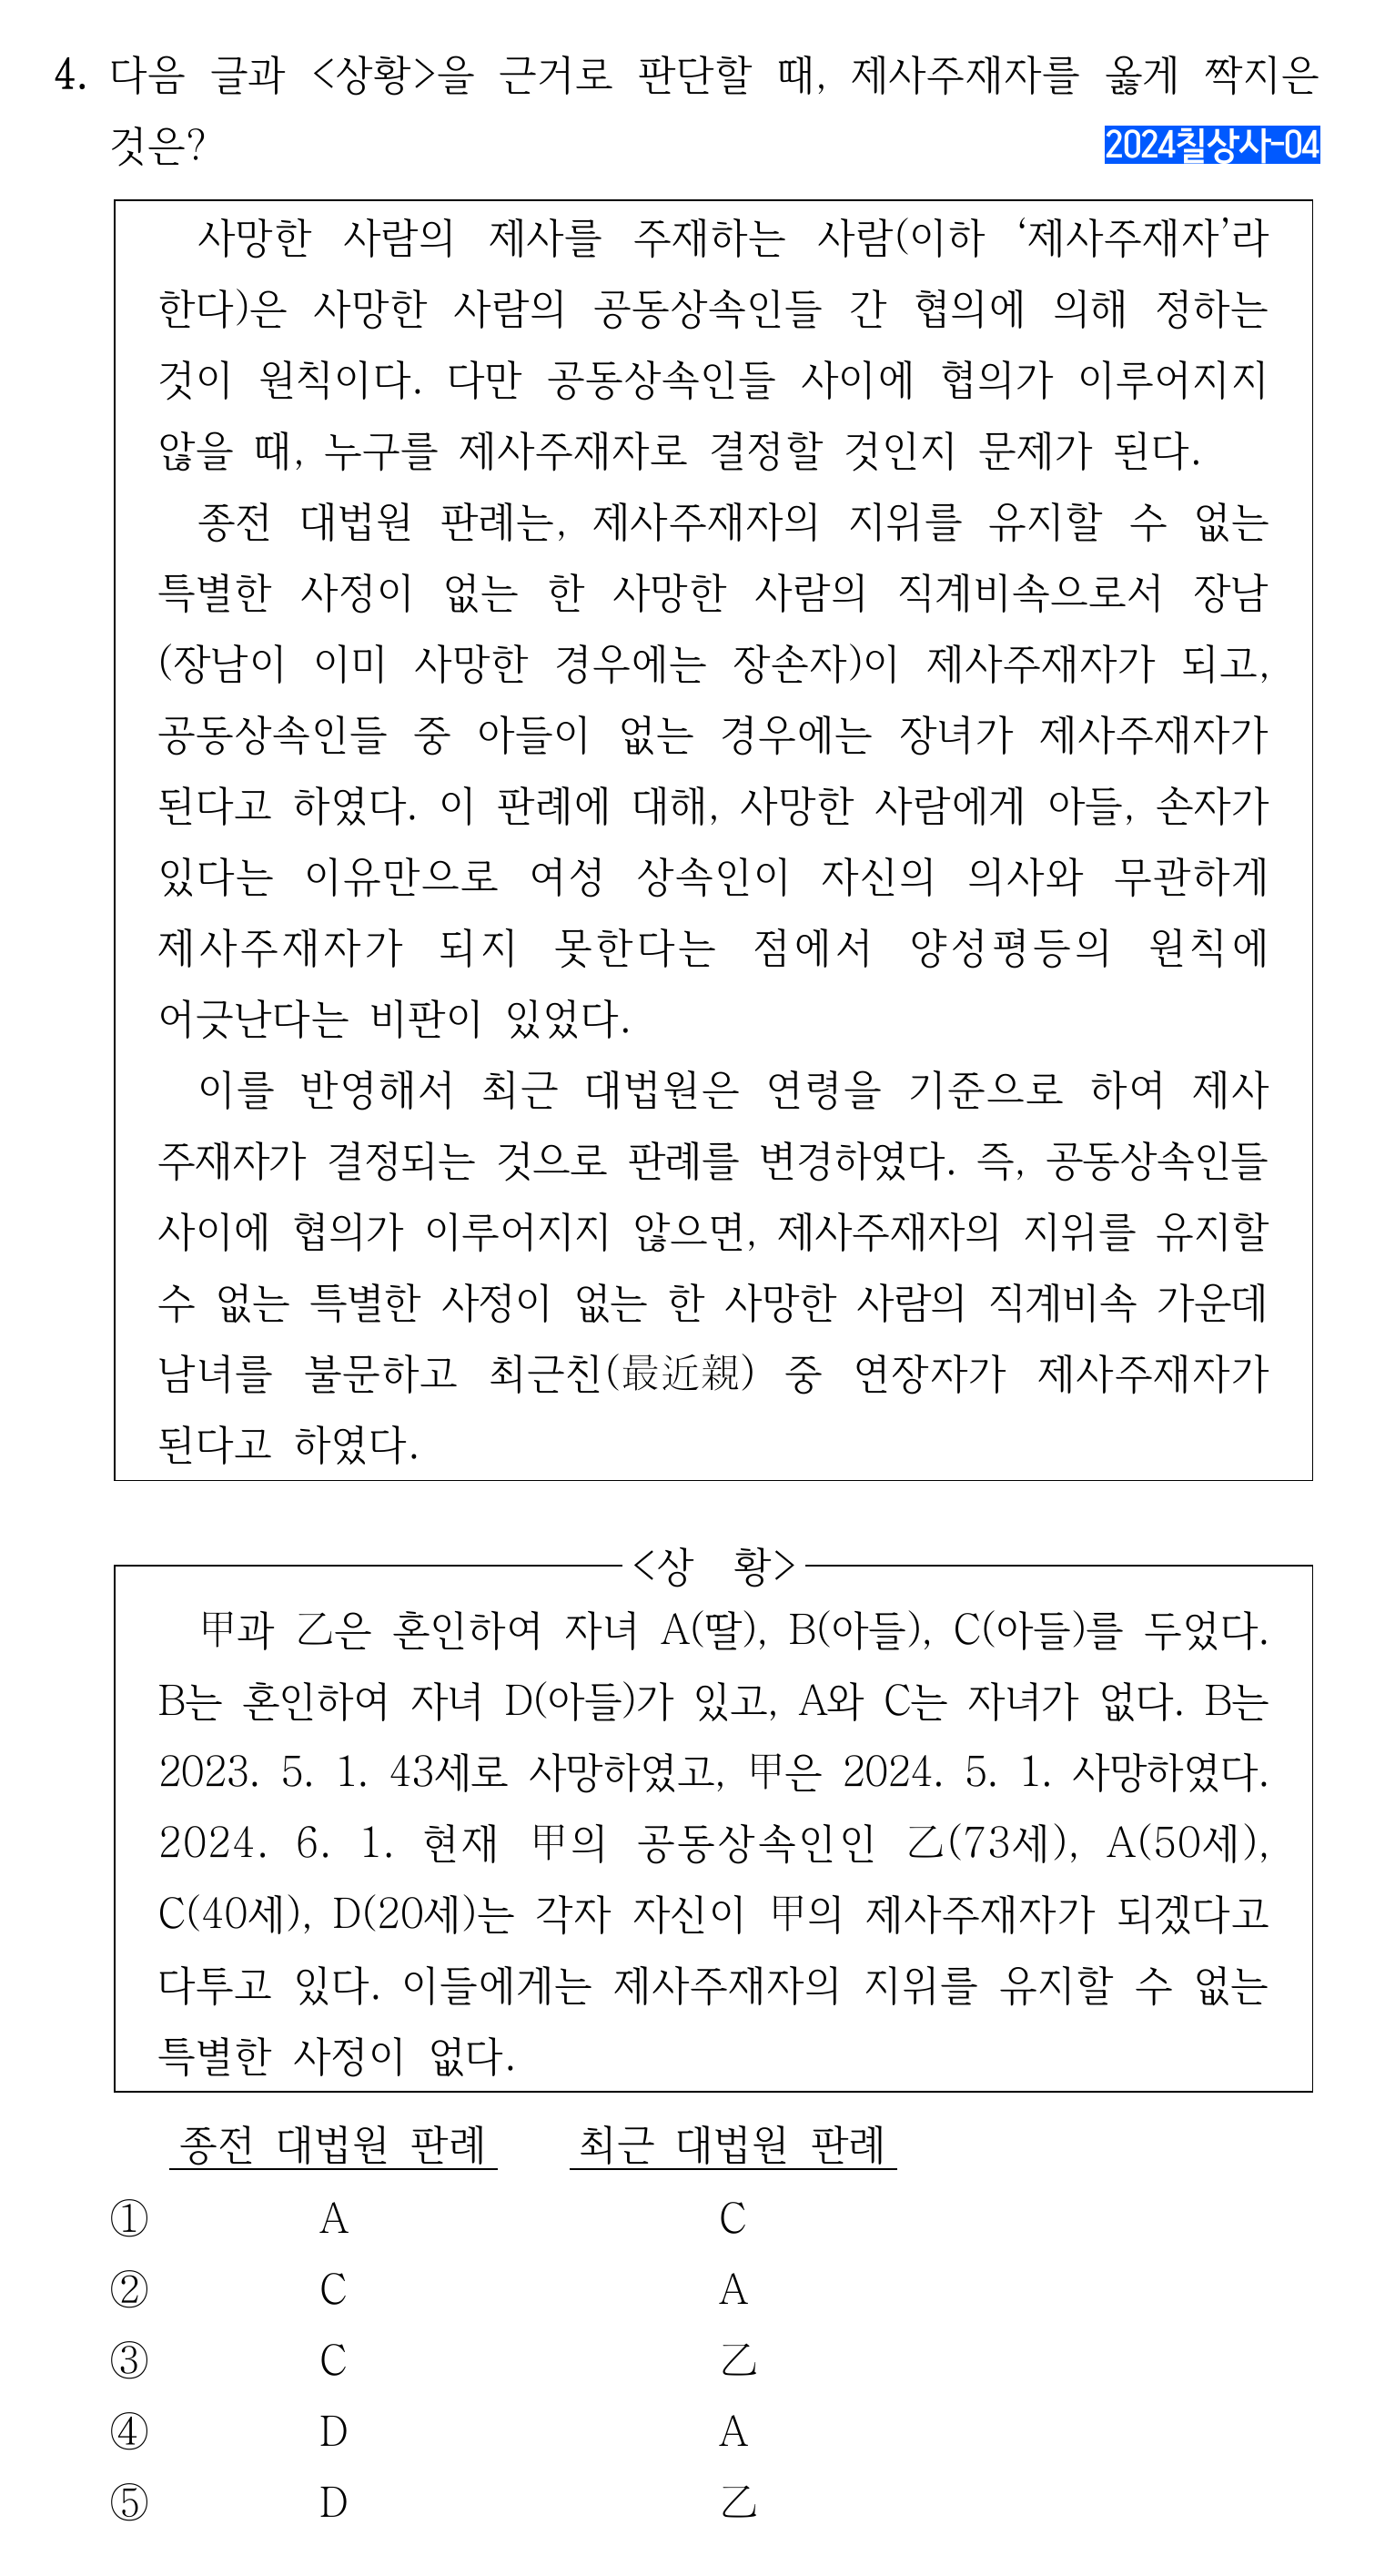 4. 다음 글과 <상황>을 근거로 판단할 때, 제사주재자를 옳게 짝지은
것은?
2024칠상사-04
사망한 사람의 제사를 주재하는 사람(이하 ‘제사주재자’라
한다)은 사망한 사람의 공동상속인들 간 협의에 의해 정하는
것이 원칙이다. 다만 공동상속인들 사이에 협의가 이루어지지
않을 때, 누구를 제사주재자로 결정할 것인지 문제가 된다.
종전 대법원 판례는, 제사주재자의 지위를 유지할 수 없는
특별한 사정이 없는 한 사망한 사람의 직계비속으로서 장남
(장남이 이미 사망한 경우에는 장손자)이 제사주재자가 되고,
공동상속인들 중 아들이 없는 경우에는 장녀가 제사주재자가
된다고 하였다. 이 판례에 대해, 사망한 사람에게 아들, 손자가
있다는 이유만으로 여성 상속인이 자신의 의사와 무관하게
제사주재자가 되지 못한다는 점에서 양성평등의 원칙에
어긋난다는 비판이 있었다.
이를 반영해서 최근 대법원은 연령을 기준으로 하여 제사
주재자가 결정되는 것으로 판례를 변경하였다. 즉, 공동상속인들
사이에 협의가 이루어지지 않으면, 제사주재자의 지위를 유지할
수 없는 특별한 사정이 없는 한 사망한 사람의 직계비속 가운데
남녀를 불문하고 최근친(最近親) 중 연장자가 제사주재자가
된다고 하였다.
<상 황>
甲과 乙은 혼인하여 자녀 A(딸), B(아들), C(아들)를 두었다.
B는 혼인하여 자녀 D(아들)가 있고, A와 C는 자녀가 없다. B는
2023. 5. 1. 43세로 사망하였고, 甲은 2024. 5. 1. 사망하였다.
2024. 6. 1. 현재 甲의 공동상속인인 乙(73세), A(50세),
C(40세), D(20세)는 각자 자신이 甲의 제사주재자가 되겠다고
다투고 있다. 이들에게는 제사주재자의 지위를 유지할 수 없는
특별한 사정이 없다.
종전 대법원 판례 최근 대법원 판례
① A C
② C A
③ C 乙
④ D A
⑤ D 乙